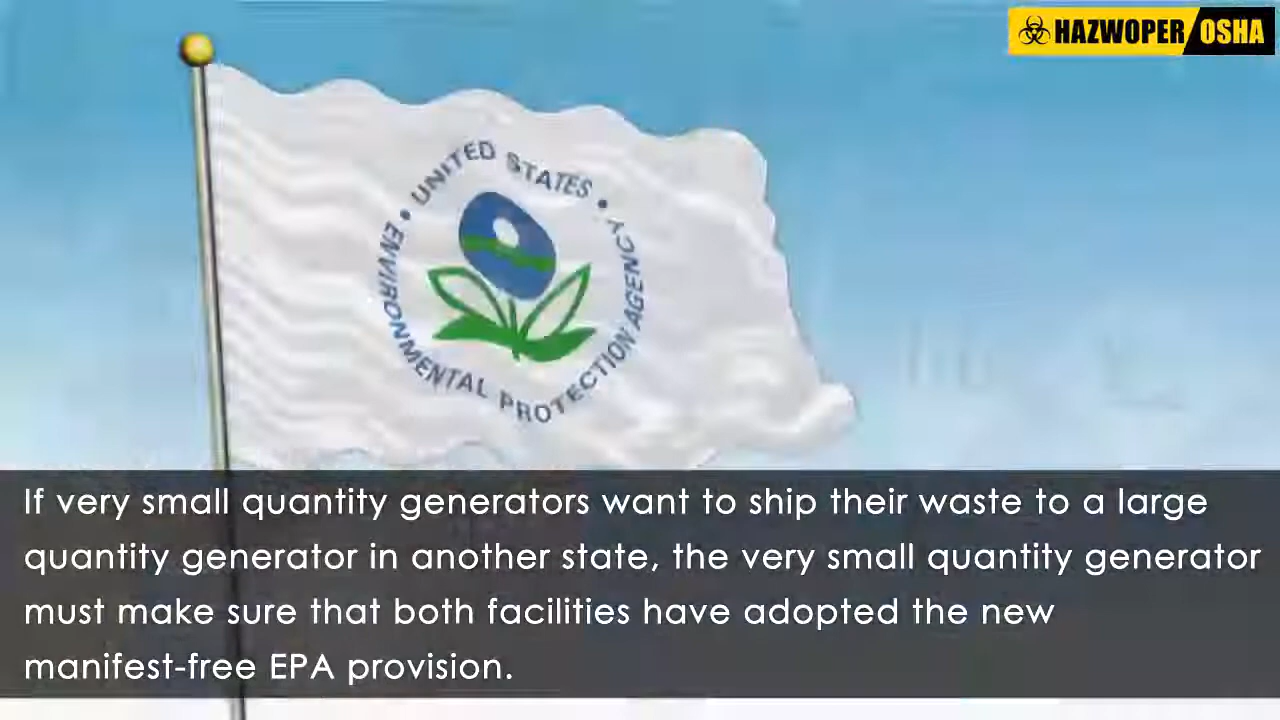 HAZWOPER OSHA
UNITED STATES
ENVIRONMENTAL PROTECTION AGENCY
If very small quantity generators want to ship their waste to a large
quantity generator in another state, the very small quantity generator
must make sure that both facilities have adopted the new
manifest-free EPA provision.